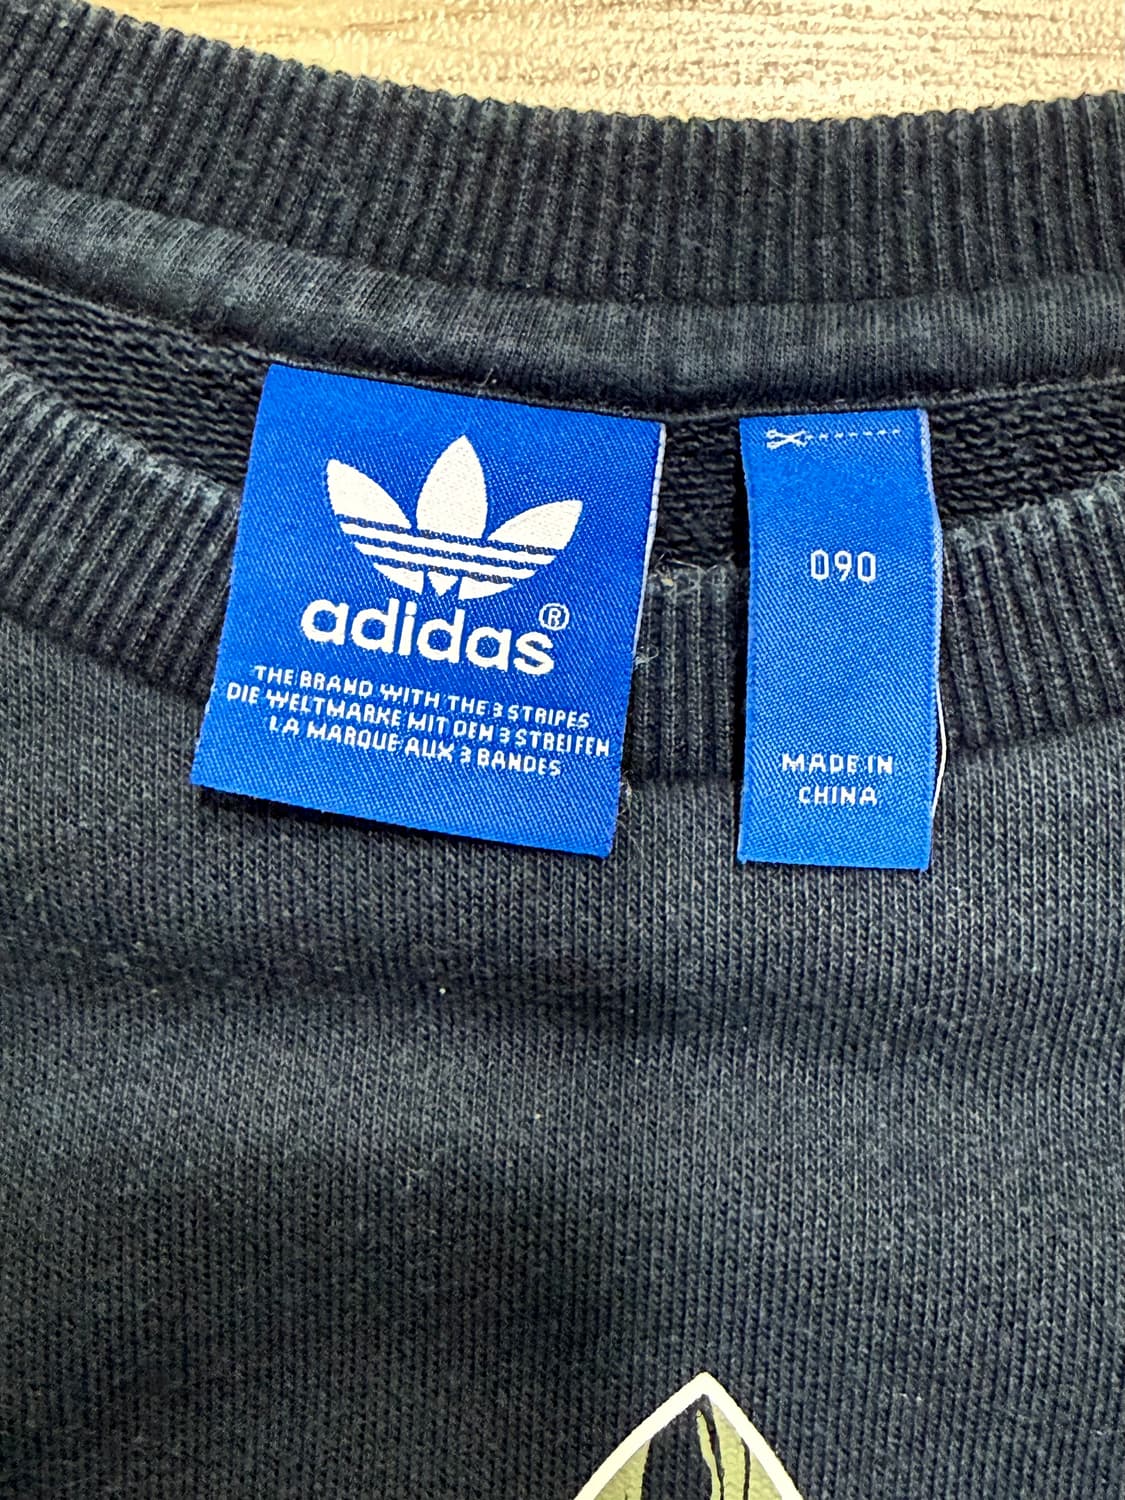 adidas®
THE BRAND WITH THE 3 STRIPES
DIE WELTMARKE MIT DEN 3 STREIFEN
LA MARQUE AUX 3 BANDES
090
MADE IN
CHINA